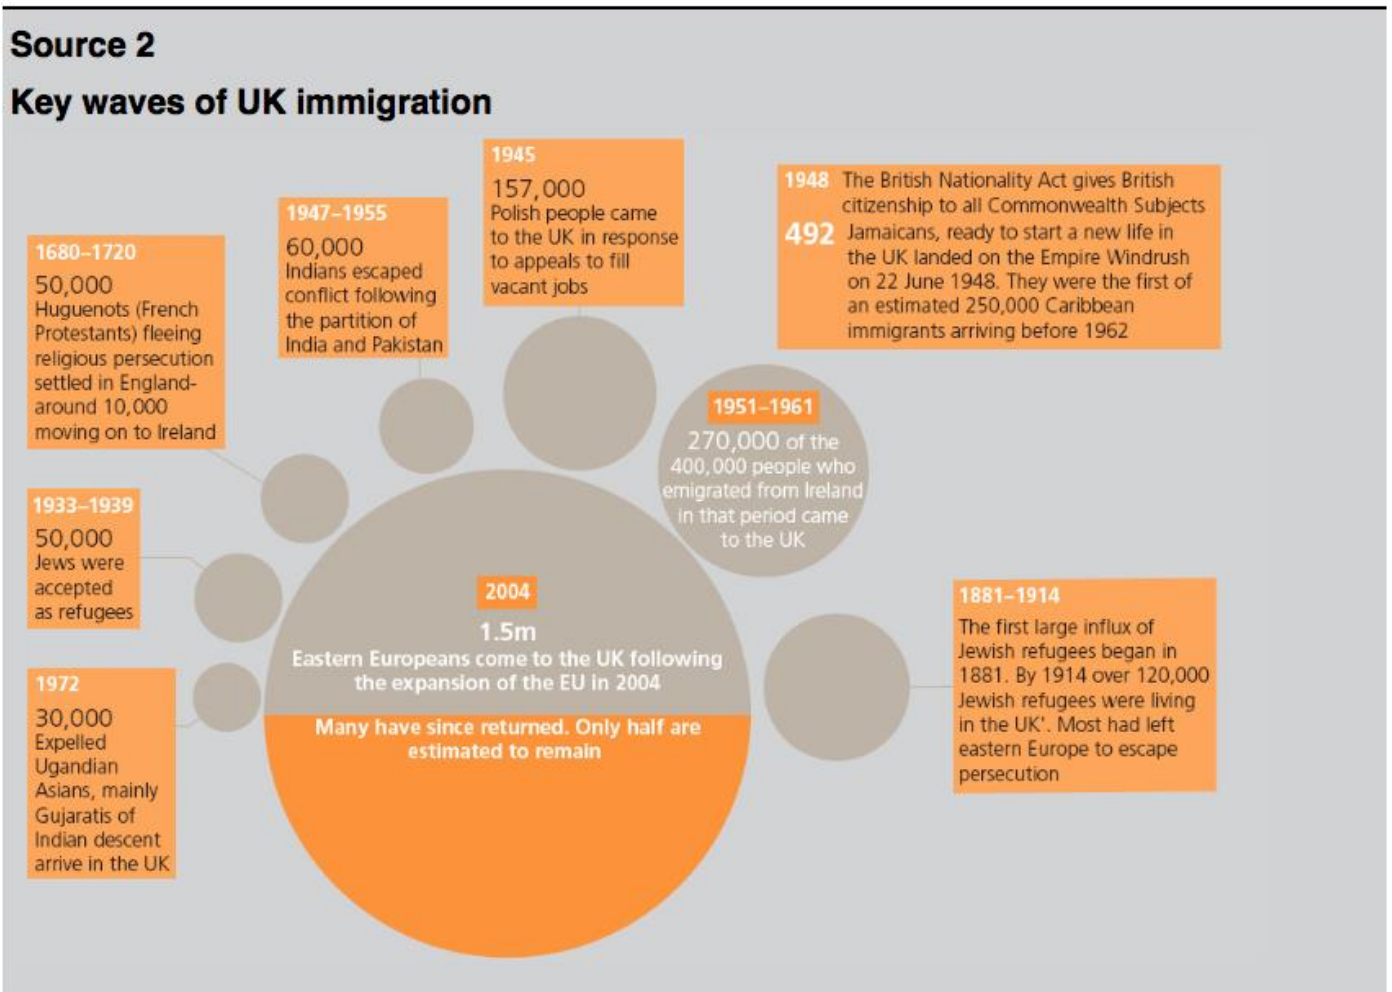 Source 2
Key waves of UK immigration
1680–1720
50,000
Huguenots (French
Protestants) fleeing
religious persecution
settled in England-
around 10,000
moving on to Ireland
1947–1955
60,000
Indians escaped
conflict following
the partition of
India and Pakistan
1945
157,000
Polish people came
to the UK in response
to appeals to fill
vacant jobs
1948 The British Nationality Act gives British
citizenship to all Commonwealth Subjects
492 Jamaicans, ready to start a new life in
the UK landed on the Empire Windrush
on 22 June 1948. They were the first of
an estimated 250,000 Caribbean
immigrants arriving before 1962
1951–1961
270,000 of the
400,000 people who
emigrated from Ireland
in that period came
to the UK
1933–1939
50,000
Jews were
accepted
as refugees
2004
1.5m
Eastern Europeans come to the UK following
the expansion of the EU in 2004
Many have since returned. Only half are
estimated to remain
1881–1914
The first large influx of
Jewish refugees began in
1881. By 1914 over 120,000
Jewish refugees were living
in the UK'. Most had left
eastern Europe to escape
persecution
1972
30,000
Expelled
Ugandian
Asians, mainly
Gujaratis of
Indian descent
arrive in the UK